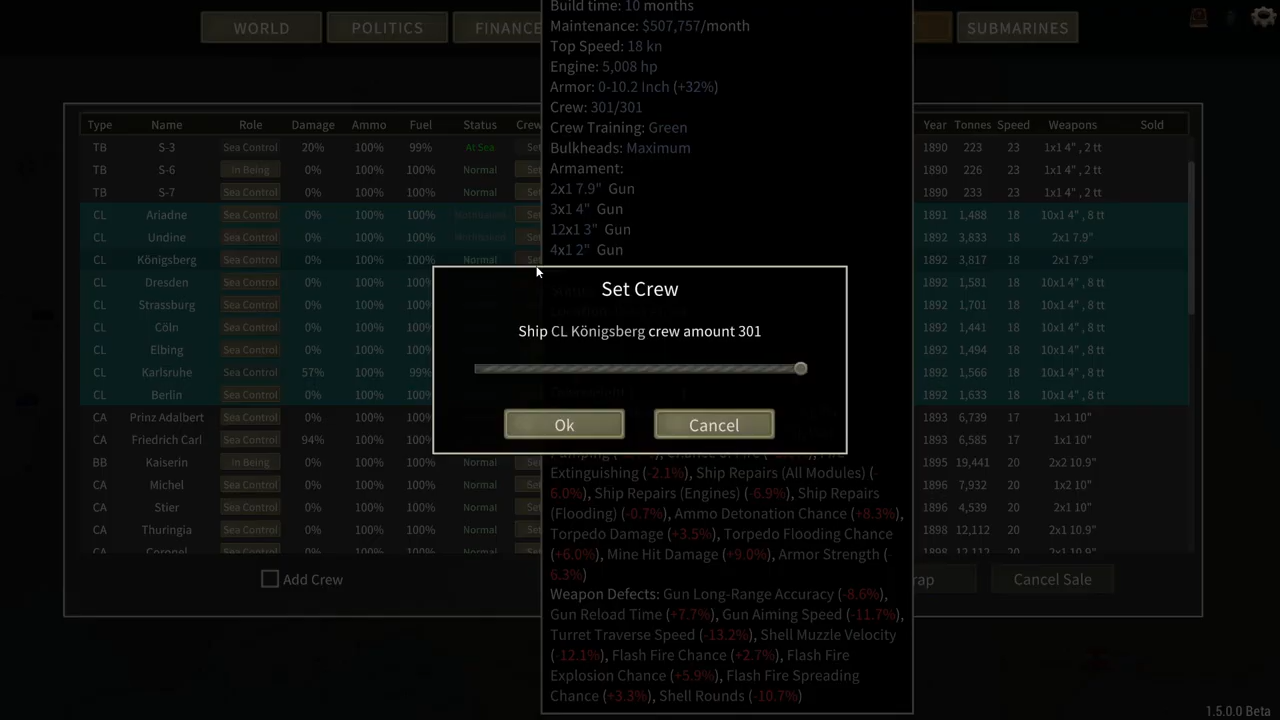 Build time: 10 months
WORLD
POLITICS
FINANCE
Maintenance: $507,757/month
SUBMARINES
Top Speed: 18 kn
Engine: 5,008 hp
Armor: 0-10.2 Inch (+32%)
Crew: 301/301
Type Name Role Damage Ammo Fuel Status Crew Year Tonnes Speed Weapons Sold
Crew Training: Green
TB S-3 Sea Control 20% 100% 99% At Sea Set 1890 223 23 1x1 4" , 2 tt
Bulkheads: Maximum
TB S-6 In Being 0% 100% 100% Normal Set 1890 226 23 1x1 4" , 2 tt
Armament:
TB S-7 Sea Control 0% 100% 100% Normal Set 1890 233 23 1x1 4" , 2 tt
2x1 7.9" Gun
CL Ariadne Sea Control 0% 100% 100% Set 1891 1,488 18 10x1 4" , 8 tt
3x1 4" Gun
CL Undine Sea Control 0% 100% 100% Set 1892 3,833 18 2x1 7.9"
12x1 3" Gun
CL Königsberg Sea Control 0% 100% 100% Normal Set 1892 3,817 18 2x1 7.9"
4x1 2" Gun
CL Dresden Sea Control 0% 100% 100% 1892 1,581 18 10x1 4" , 8 tt
Set Crew
CL Strassburg Sea Control 0% 100% 100% 1892 1,701 18 10x1 4" , 8 tt
Ship CL Königsberg crew amount 301
CL Cöln Sea Control 0% 100% 100% 1892 1,441 18 10x1 4" , 8 tt
CL Elbing Sea Control 0% 100% 100% 1892 1,494 18 10x1 4" , 8 tt
CL Karlsruhe Sea Control 57% 100% 99% 1892 1,566 18 10x1 4" , 8 tt
CL Berlin Sea Control 0% 100% 100% 1892 1,633 18 10x1 4" , 8 tt
CA Prinz Adalbert Sea Control 0% 100% 100% 1893 6,739 17 1x1 10"
Ok
Cancel
CA Friedrich Carl Sea Control 94% 100% 1893 6,585 17 1x1 10"
BB Kaiserin In Being 0% 100% 100% Normal Set 1895 19,441 20 2x2 10.9"
Extinguishing (-2.1%), Ship Repairs (All Modules) (-
CA Michel Sea Control 0% 100% 100% Normal Set 1896 7,932 20 1x1 10"
6.0%), Ship Repairs (Engines) (-6.9%), Ship Repairs
CA Stier Sea Control 0% 100% 100% Normal Set 1896 4,539 20 2x1 10"
(Flooding) (-0.7%), Ammo Detonation Chance (+8.3%),
CA Thuringia Sea Control 0% 100% 100% Normal Set 1898 12,112 20 2x1 10.9"
Torpedo Damage (+3.5%), Torpedo Flooding Chance
(+6.0%), Mine Hit Damage (+9.0%), Armor Strength (-
6.3%)
Add Crew
Cancel Sale
Weapon Defects: Gun Long-Range Accuracy (-8.6%),
Gun Reload Time (+7.7%), Gun Aiming Speed (-11.7%),
Turret Traverse Speed (-13.2%), Shell Muzzle Velocity
(-12.1%), Flash Fire Chance (+2.7%), Flash Fire
Explosion Chance (+5.9%), Flash Fire Spreading
Chance (+3.3%), Shell Rounds (-10.7%)
1.5.0.0 Beta